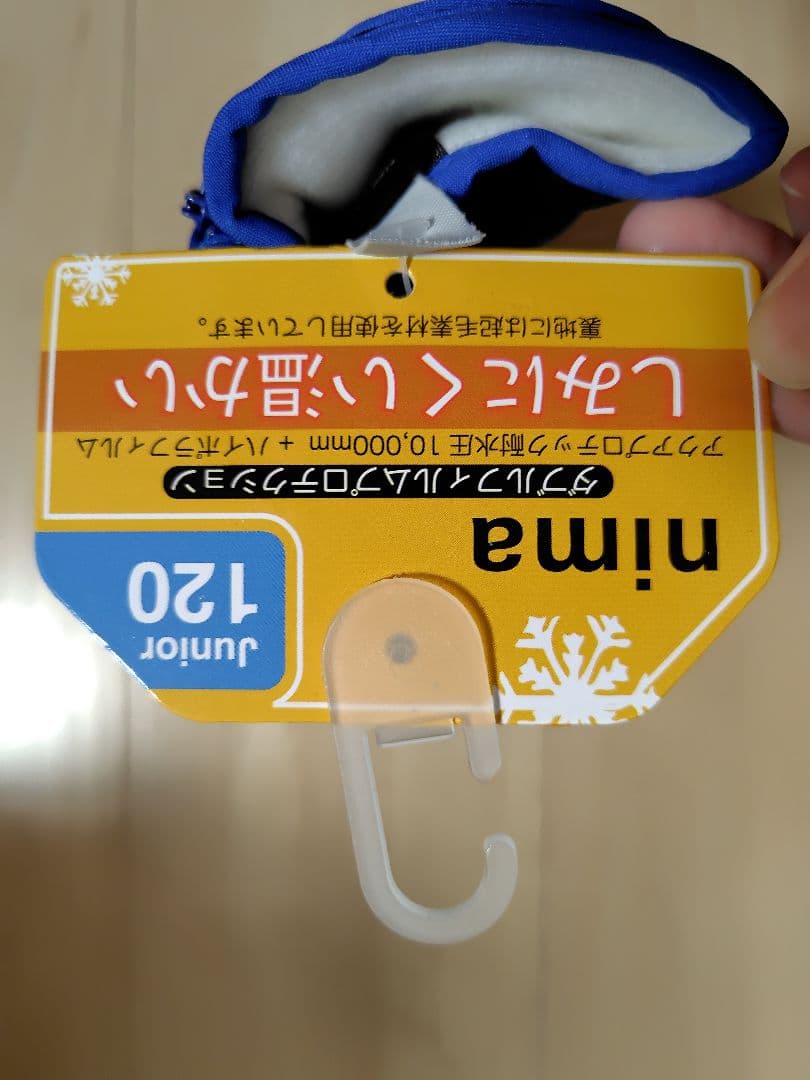 Junior
120
nima
ダブルフィルムプロテクション
アクアプロテック耐水圧 10,000mm + ハイポラフィルム
しみにくい温かい
裏地には起毛素材を使用しています。